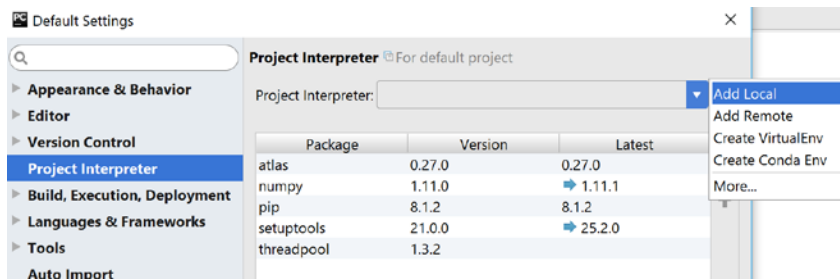 PC Default Settings
Project Interpreter For default project
Appearance & Behavior
Editor
Version Control
Project Interpreter
Build, Execution, Deployment
Languages & Frameworks
Tools
Auto Import
Project Interpreter:
Package Version Latest
atlas 0.27.0 0.27.0
numpy 1.11.0 1.11.1
pip 8.1.2 8.1.2
setuptools 21.0.0 25.2.0
threadpool 1.3.2
Add Local
Add Remote
Create VirtualEnv
Create Conda Env
More...